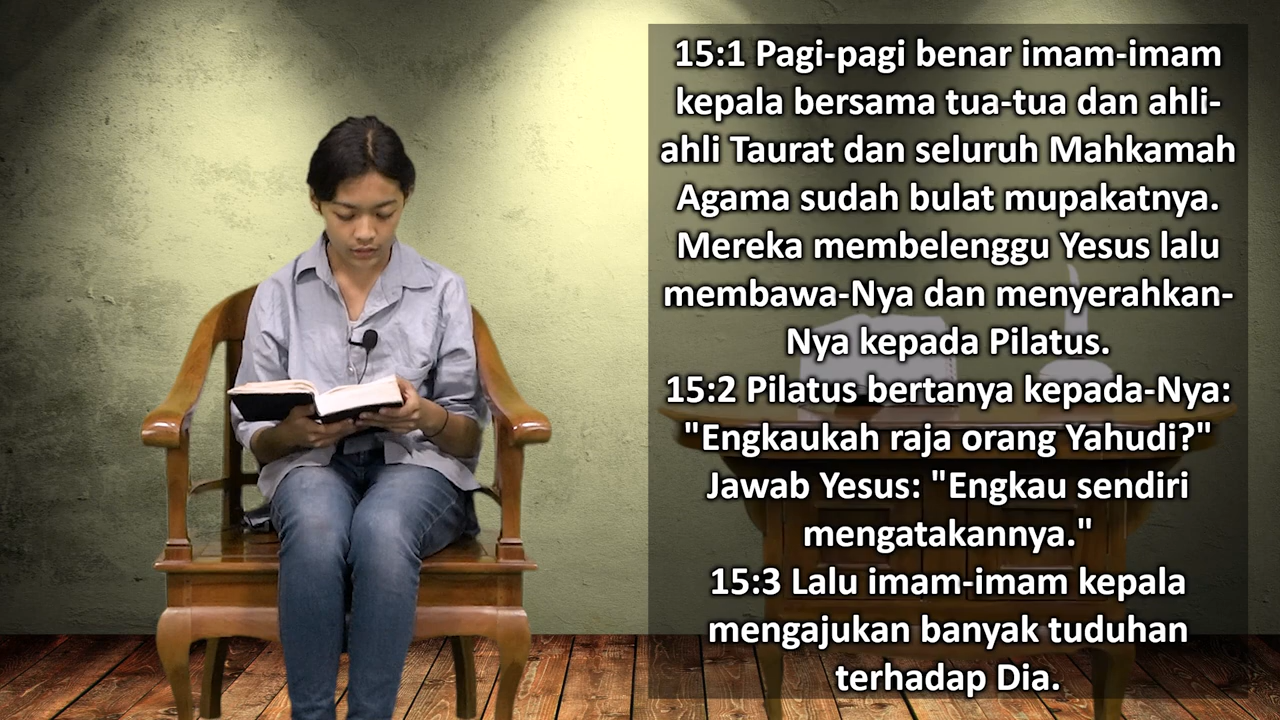 15:1 Pagi-pagi benar imam-imam
kepala bersama tua-tua dan ahli-
ahli Taurat dan seluruh Mahkamah
Agama sudah bulat mupakatnya.
Mereka membelenggu Yesus lalu
membawa-Nya dan menyerahkan-
Nya kepada Pilatus.
15:2 Pilatus bertanya kepada-Nya:
"Engkaukah raja orang Yahudi?"
Jawab Yesus: "Engkau sendiri
mengatakannya."
15:3 Lalu imam-imam kepala
mengajukan banyak tuduhan
terhadap Dia.